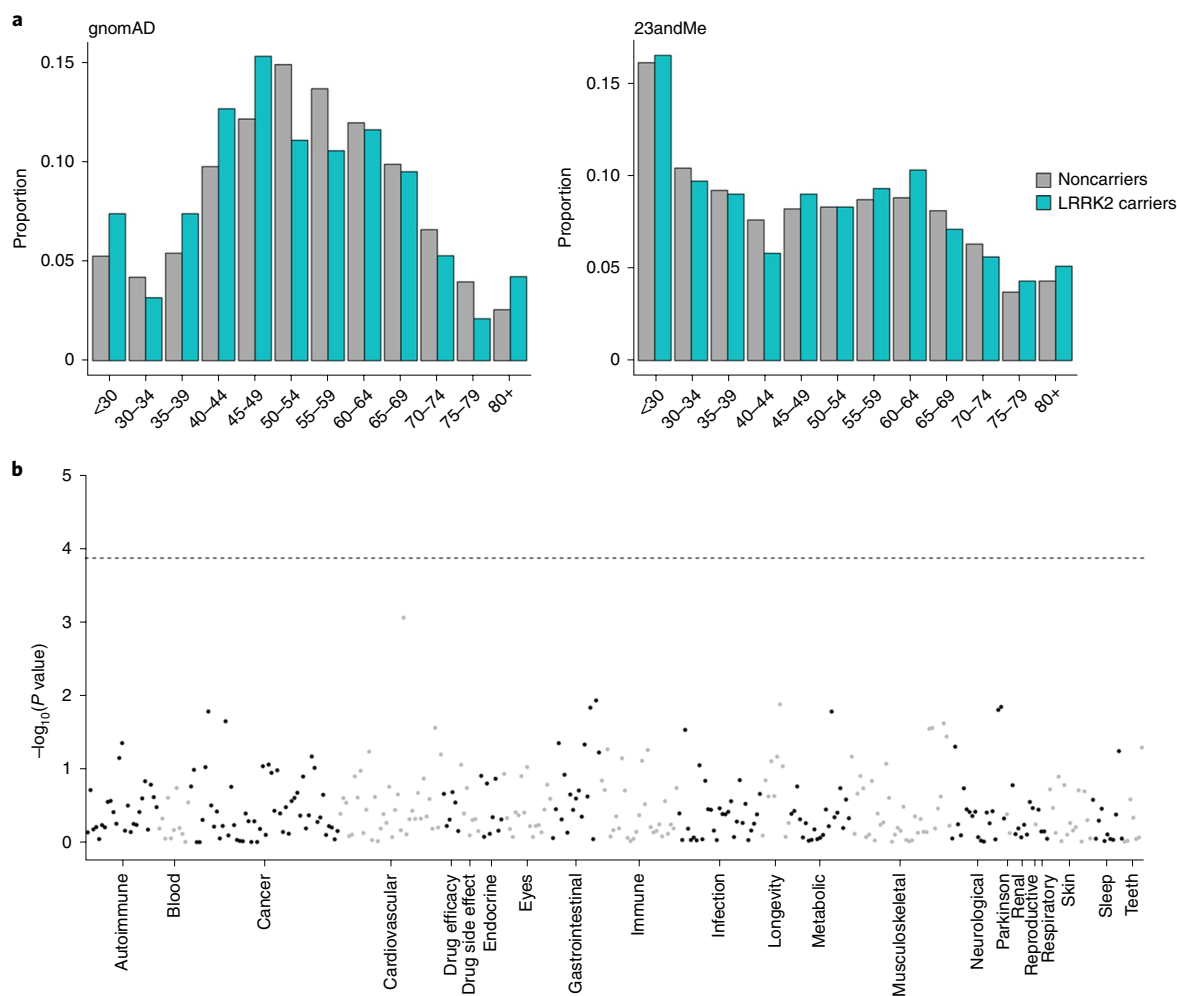 a
gnomAD
23andMe
Proportion
0.15
0.10
0.05
0
<30
30–34
35–39
40–44
45–49
50–54
55–59
60–64
65–69
70–74
75–79
80+
Proportion
0.15
0.10
0.05
0
<30
30–34
35–39
40–44
45–49
50–54
55–59
60–64
65–69
70–74
75–79
80+
Noncarriers
LRRK2 carriers
b
–log10(P value)
5
4
3
2
1
0
Autoimmune
Blood
Cancer
Cardiovascular
Drug efficacy
Drug side effect
Endocrine
Eyes
Gastrointestinal
Immune
Infection
Longevity
Metabolic
Musculoskeletal
Neurological
Parkinson
Renal
Reproductive
Respiratory
Skin
Sleep
Teeth